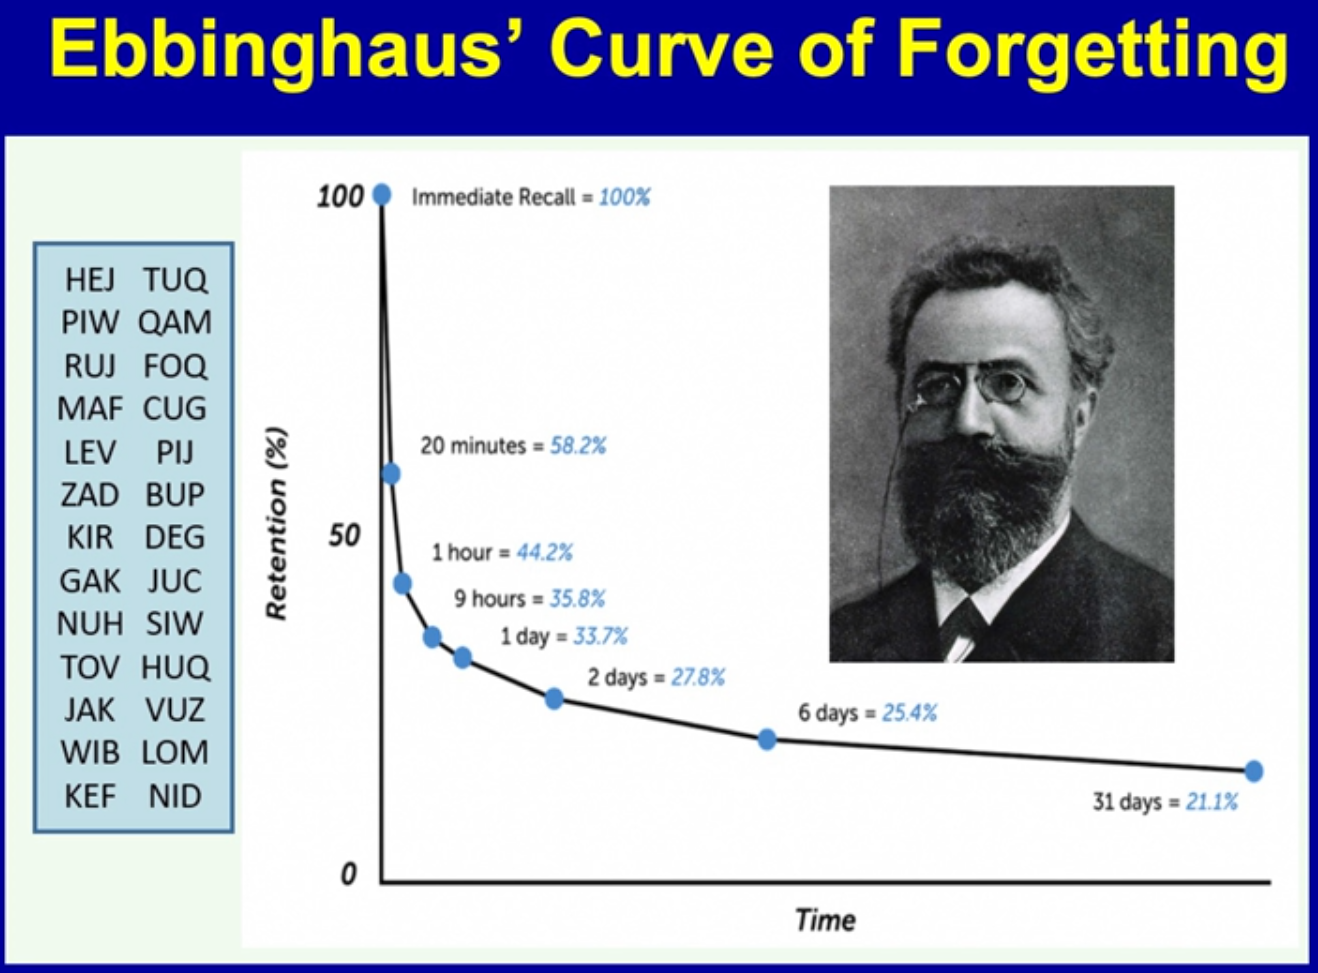 Ebbinghaus’ Curve of Forgetting
HEJ TUQ
PIW QAM
RUJ FOQ
MAF CUG
LEV PIJ
ZAD BUP
KIR DEG
GAK JUC
NUH SIW
TOV HUQ
JAK VUZ
WIB LOM
KEF NID
Retention (%)
100
50
0
Immediate Recall = 100%
20 minutes = 58.2%
1 hour = 44.2%
9 hours = 35.8%
1 day = 33.7%
2 days = 27.8%
6 days = 25.4%
31 days = 21.1%
Time